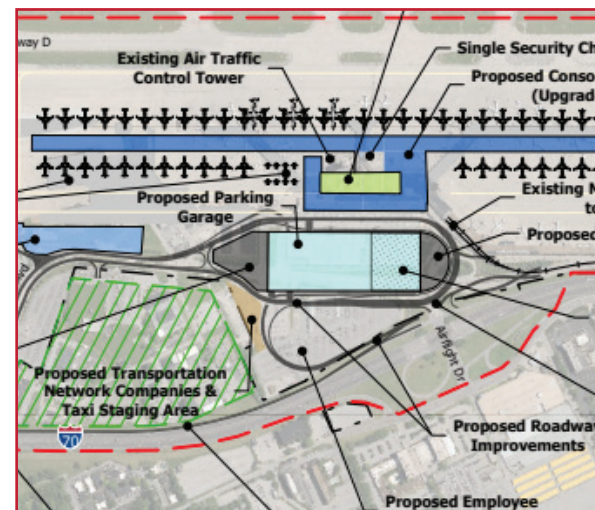 way D
Existing Air Traffic
Control Tower
Single Security Ch
Proposed Conso
(Upgrad
Existing N
to
Proposed Parking
Garage
Proposed
Airflight Dr
Proposed Transportation
Network Companies &
Taxi Staging Area
70
Proposed Roadway
Improvements
Proposed Employee